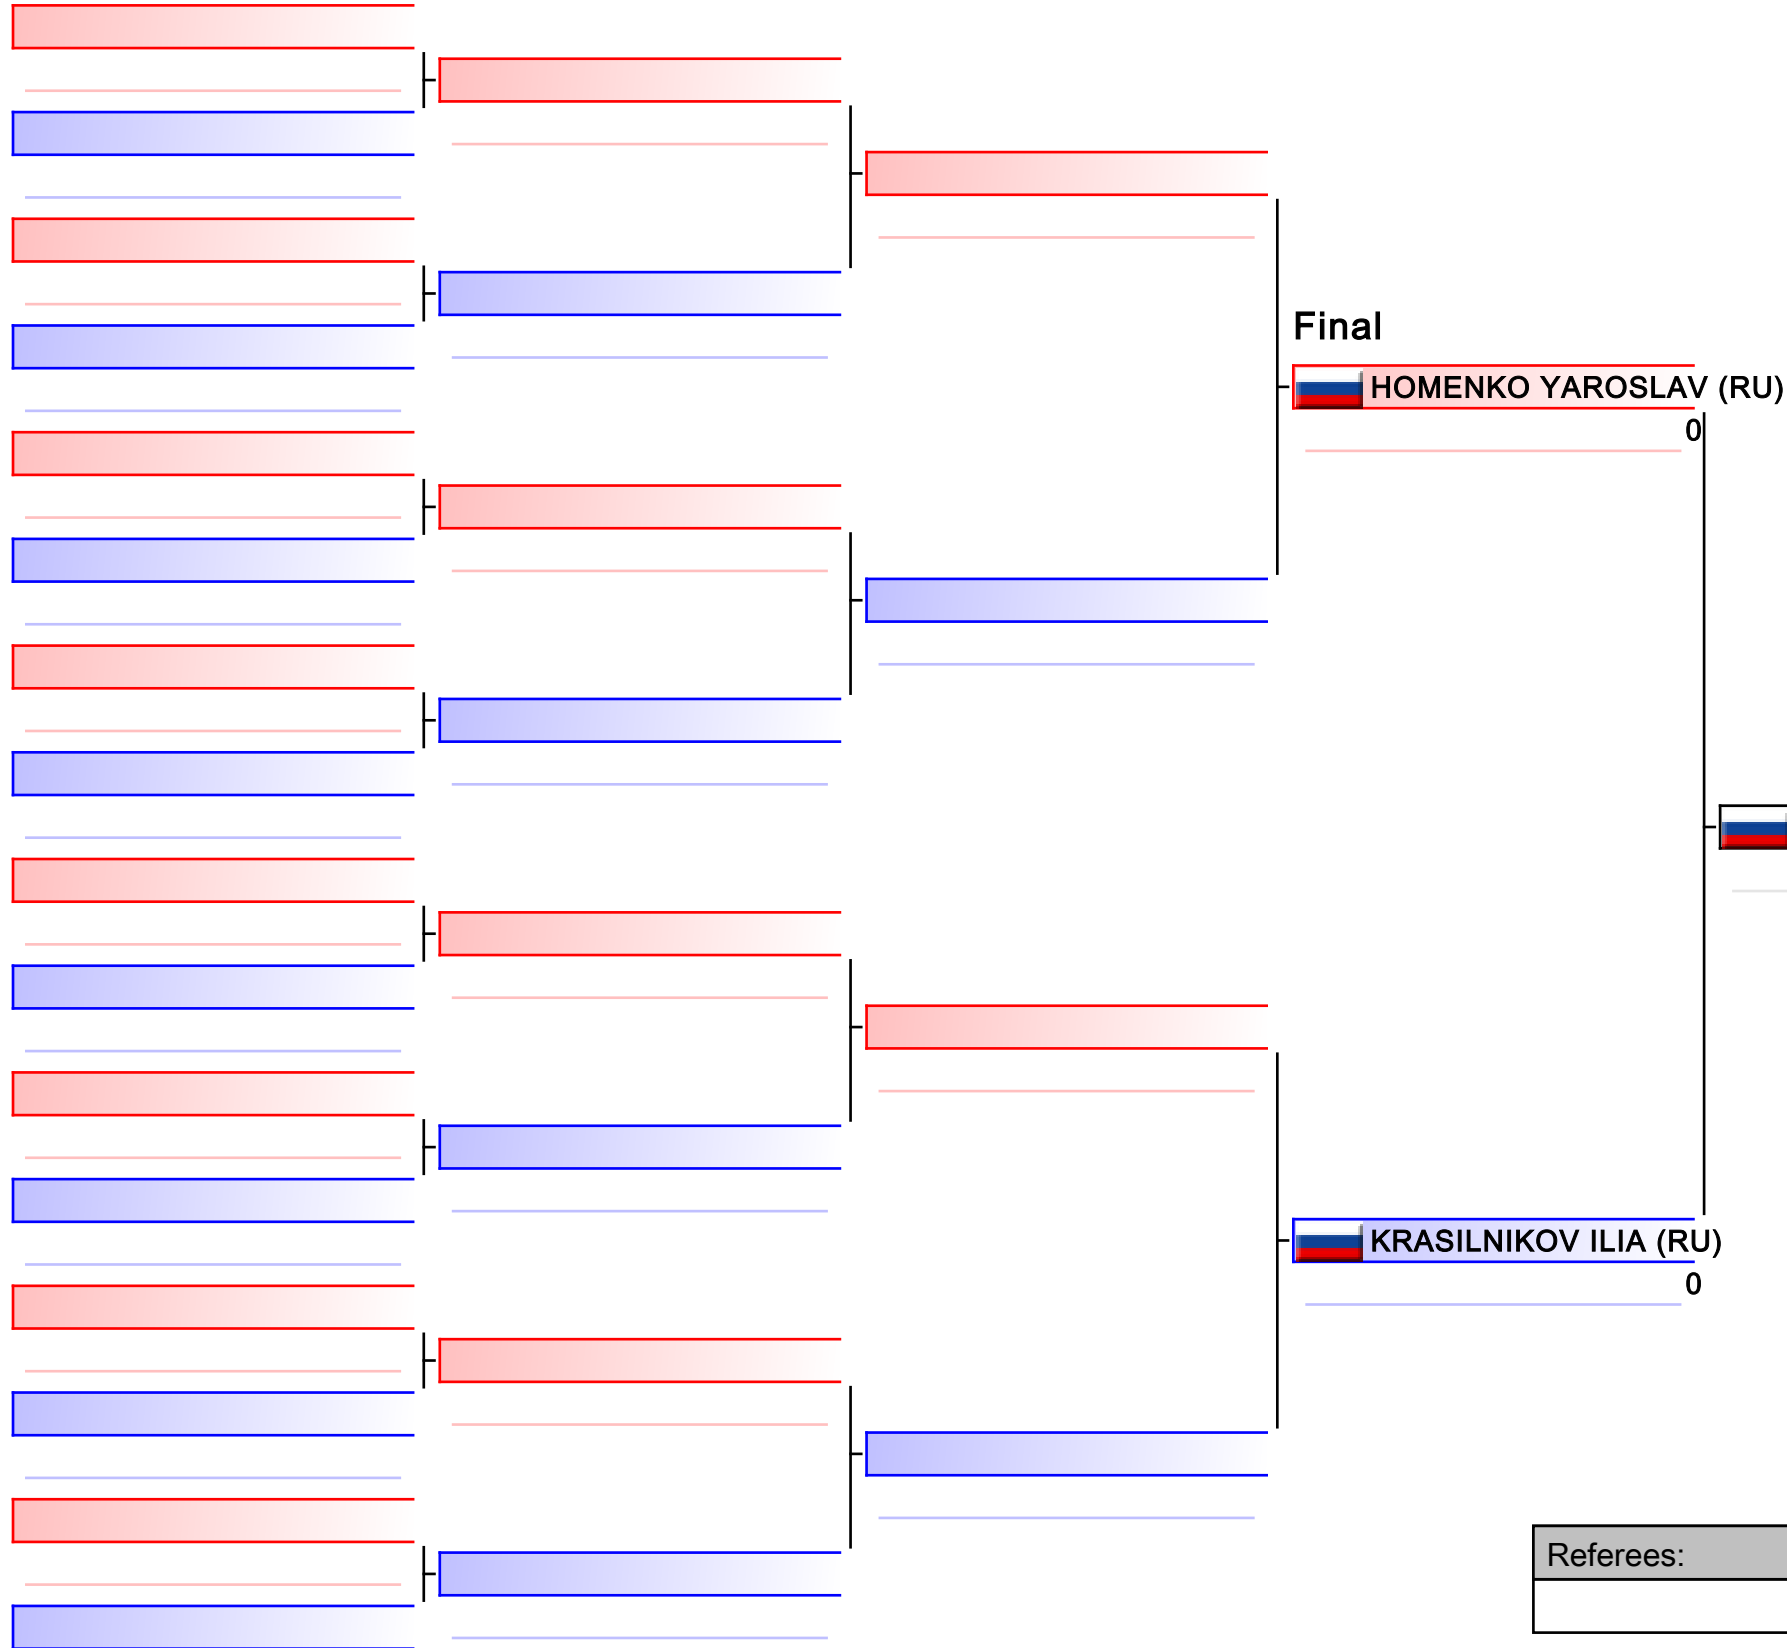 Final
HOMENKO YAROSLAV (RU)
0
KRASILNIKOV ILIA (RU)
0
Referees: